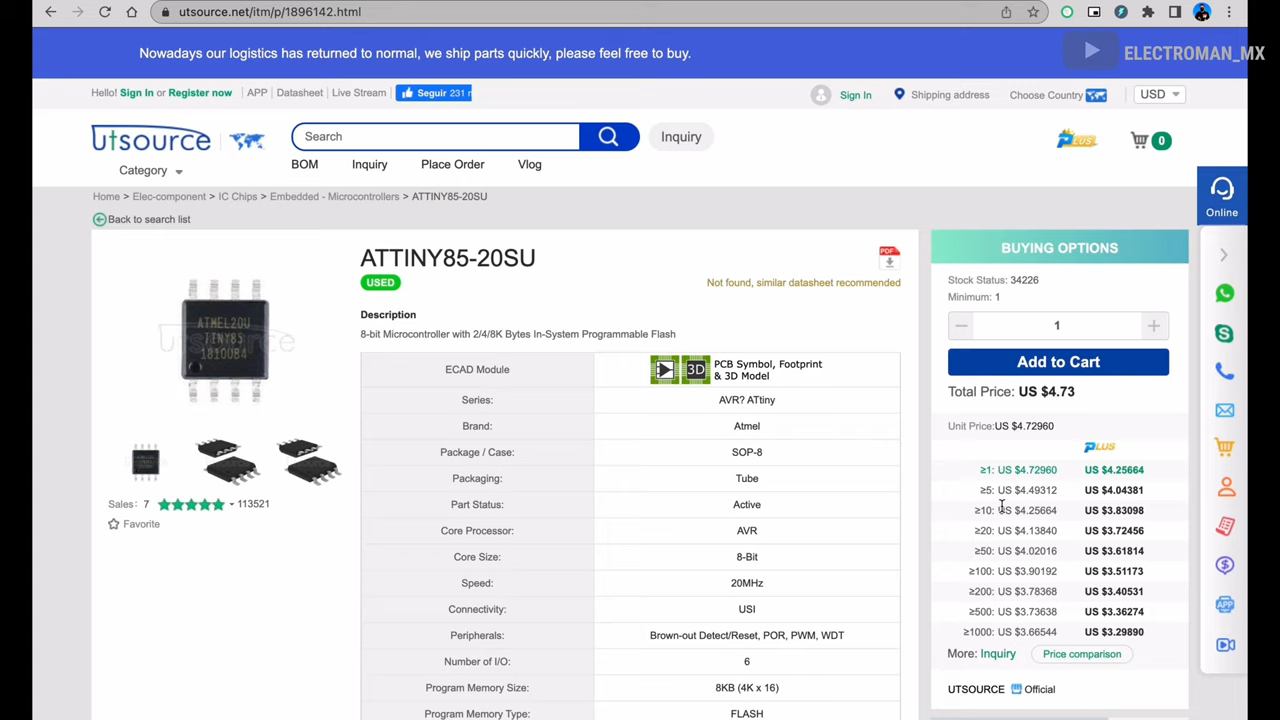 utsource.net/itm/p/1896142.html
ELECTROMAN_MX
Nowadays our logistics has returned to normal, we ship parts quickly, please feel free to buy.
Hello! Sign In or Register now APP Datasheet Live Stream Seguir 231
Sign In Shipping address Choose Country USD
utsource
Search
Inquiry
PLUS
0
Category
BOM Inquiry Place Order Vlog
Online
Home > Elec-component > IC Chips > Embedded - Microcontrollers > ATTINY85-20SU
Back to search list
ATMEL20U
TINY85
1810U84
utsource
Sales: 7 113521
Favorite
ATTINY85-20SU
PDF
USED
Not found, similar datasheet recommended
Description
8-bit Microcontroller with 2/4/8K Bytes In-System Programmable Flash
ECAD Module 3D PCB Symbol, Footprint
& 3D Model
Series: AVR? ATtiny
Brand: Atmel
Package / Case: SOP-8
Packaging: Tube
Part Status: Active
Core Processor: AVR
Core Size: 8-Bit
Speed: 20MHz
Connectivity: USI
Peripherals: Brown-out Detect/Reset, POR, PWM, WDT
Number of I/O: 6
Program Memory Size: 8KB (4K x 16)
Program Memory Type: FLASH
BUYING OPTIONS
Stock Status: 34226
Minimum: 1
1
Add to Cart
Total Price: US $4.73
Unit Price:US $4.72960
PLUS
≥1: US $4.72960 US $4.25664
≥5: US $4.49312 US $4.04381
≥10: US $4.25664 US $3.83098
≥20: US $4.13840 US $3.72456
≥50: US $4.02016 US $3.61814
≥100: US $3.90192 US $3.51173
≥200: US $3.78368 US $3.40531
≥500: US $3.73638 US $3.36274
≥1000: US $3.66544 US $3.29890
More: Inquiry Price comparison
UTSOURCE Official
APP